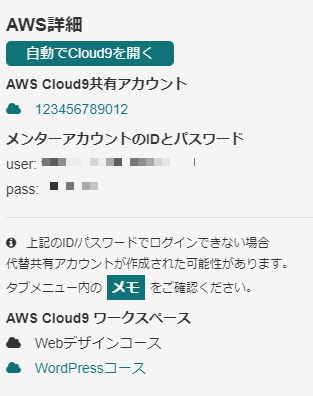 AWS詳細
自動でCloud9を開く
AWS Cloud9共有アカウント
123456789012
メンターアカウントのIDとパスワード
user:
pass:
上記のID/パスワードでログインできない場合
代替共有アカウントが作成された可能性があります。
タブメニュー内の メモ をご確認ください。
AWS Cloud9 ワークスペース
Webデザインコース
WordPressコース